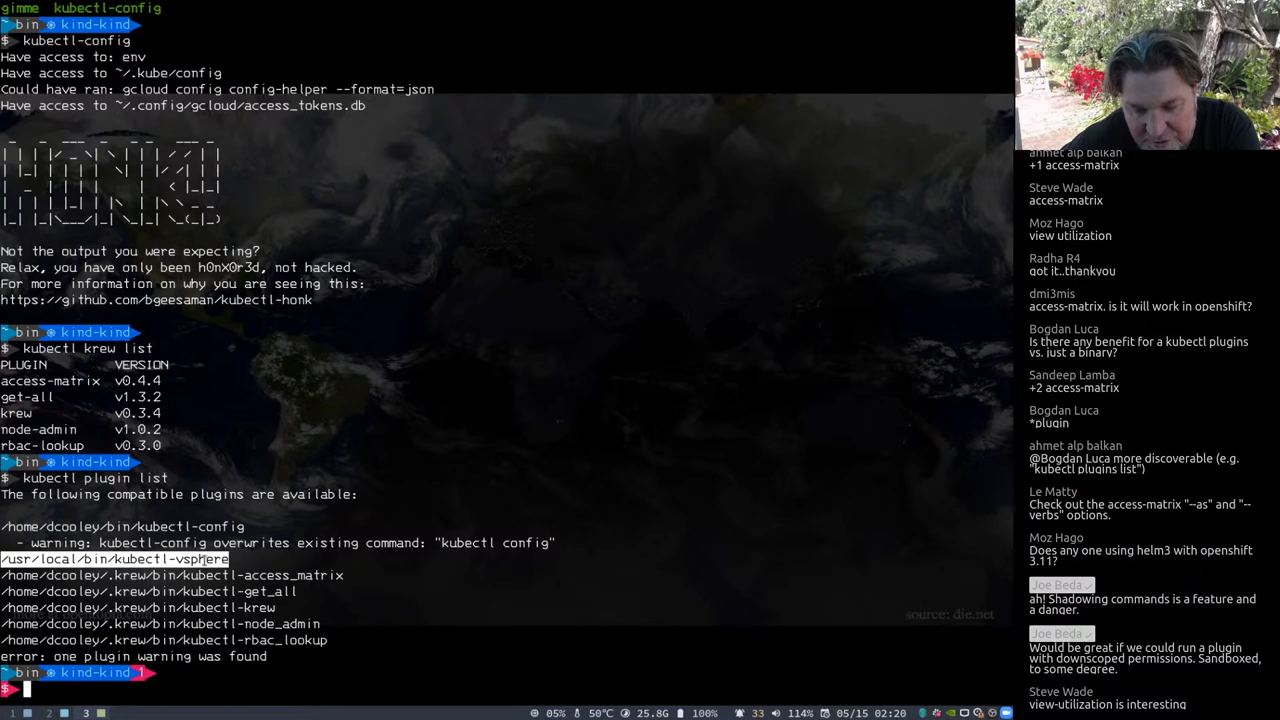 gimme kubectl-config
~ bin ⎈ kind-kind
$ kubectl-config
Have access to: env
Have access to ~/.kube/config
Could have ran: gcloud config config-helper --format=json
Have access to ~/.config/gcloud/access_tokens.db
Not the output you were expecting?
Relax, you have only been h0nX0r3d, not hacked.
For more information on why you are seeing this:
https://github.com/bgeesaman/kubectl-honk
~ bin ⎈ kind-kind
$ kubectl krew list
PLUGIN VERSION
access-matrix v0.4.4
get-all v1.3.2
krew v0.3.4
node-admin v1.0.2
rbac-lookup v0.3.0
~ bin ⎈ kind-kind
$ kubectl plugin list
The following compatible plugins are available:
/home/dcooley/bin/kubectl-config
- warning: kubectl-config overwrites existing command: "kubectl config"
/usr/local/bin/kubectl-vsphere
/home/dcooley/.krew/bin/kubectl-access_matrix
/home/dcooley/.krew/bin/kubectl-get_all
/home/dcooley/.krew/bin/kubectl-krew
/home/dcooley/.krew/bin/kubectl-node_admin
/home/dcooley/.krew/bin/kubectl-rbac_lookup
source: die.net
error: one plugin warning was found
~ bin ⎈ kind-kind 1
$
1 2 3
05% 50°C 25.8G 100% 33 114% 05/15 02:20
ahmet alp balkan
+1 access-matrix
Steve Wade
access-matrix
Moz Hago
view utilization
Radha R4
got it..thankyou
dmi3mis
access-matrix. is it will work in openshift?
Bogdan Luca
Is there any benefit for a kubectl plugins
vs. just a binary?
Sandeep Lamba
+2 access-matrix
Bogdan Luca
*plugin
ahmet alp balkan
@Bogdan Luca more discoverable (e.g.
"kubectl plugins list")
Le Matty
Check out the access-matrix "--as" and "--
verbs" options.
Moz Hago
Does any one using helm3 with openshift
3.11?
Joe Beda
ah! Shadowing commands is a feature and
a danger.
Joe Beda
Would be great if we could run a plugin
with downscoped permissions. Sandboxed,
to some degree.
Steve Wade
view-utilization is interesting